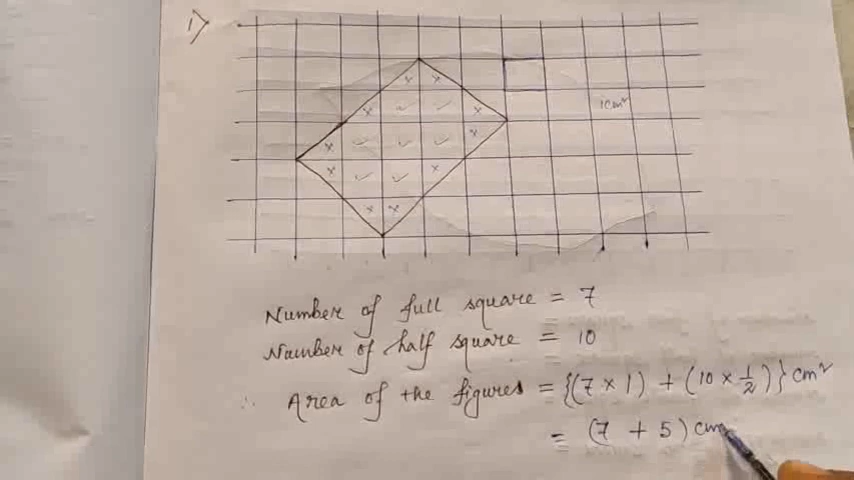 1)
1cm²
Number of full square = 7
Number of half square = 10
∴ Area of the figures = {(7 × 1) + (10 × 1/2)} cm²
= (7 + 5) cm